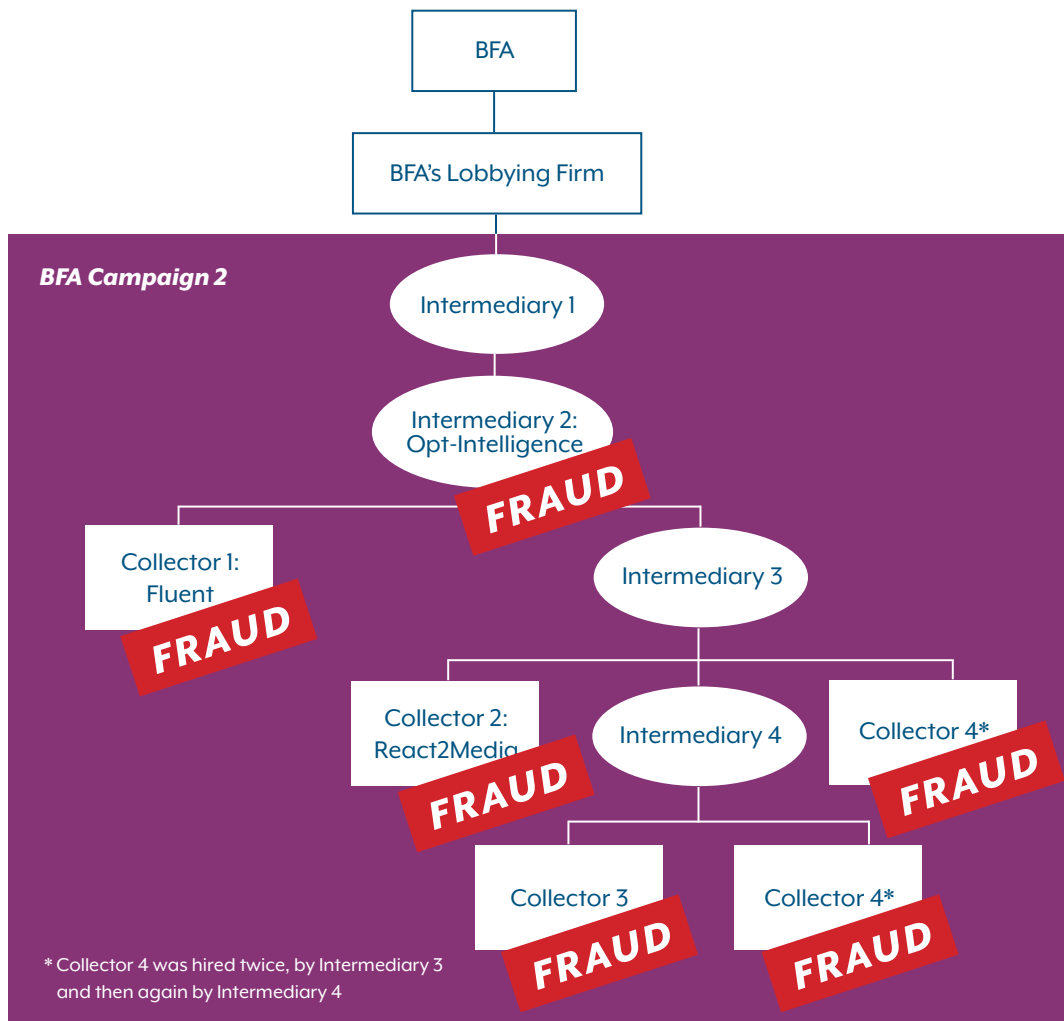 BFA
BFA's Lobbying Firm
BFA Campaign 2
Intermediary 1
Intermediary 2:
Opt-Intelligence
FRAUD
Collector 1:
Fluent
FRAUD
Intermediary 3
Collector 2:
React2Media
FRAUD
Intermediary 4
Collector 4*
FRAUD
Collector 3
FRAUD
Collector 4*
FRAUD
* Collector 4 was hired twice, by Intermediary 3
and then again by Intermediary 4